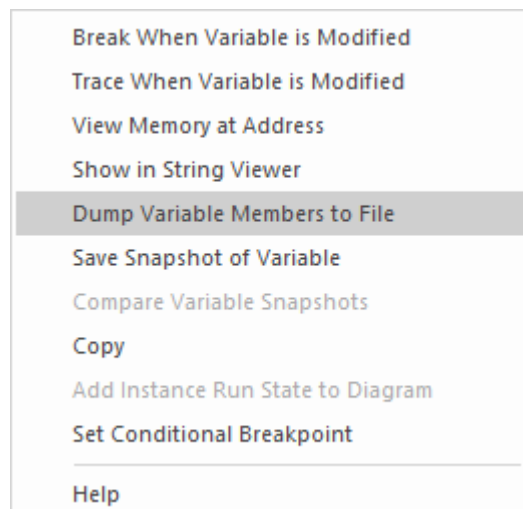 Break When Variable is Modified
Trace When Variable is Modified
View Memory at Address
Show in String Viewer
Dump Variable Members to File
Save Snapshot of Variable
Compare Variable Snapshots
Copy
Add Instance Run State to Diagram
Set Conditional Breakpoint
Help